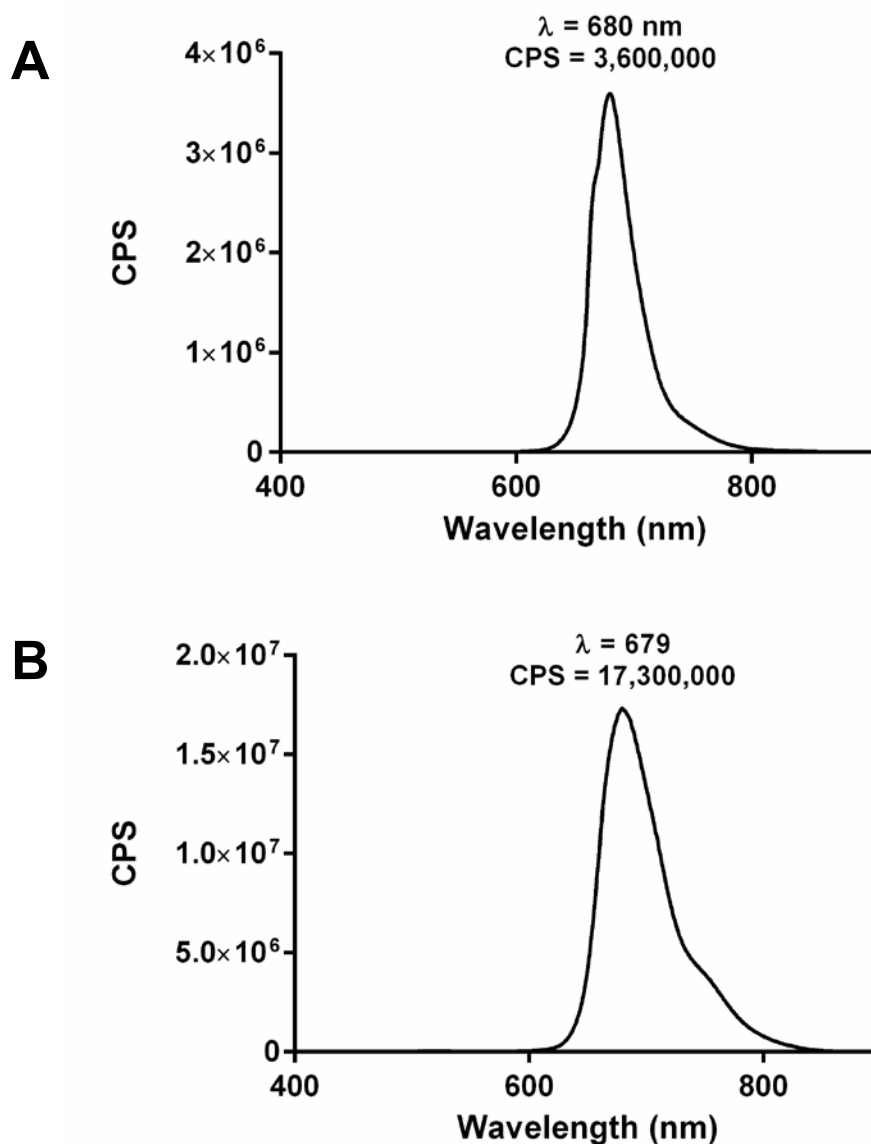 A
λ = 680 nm
CPS = 3,600,000
4×10⁶
3×10⁶
2×10⁶
1×10⁶
0
CPS
400 600 800
Wavelength (nm)
B
λ = 679
CPS = 17,300,000
2.0×10⁷
1.5×10⁷
1.0×10⁷
5.0×10⁶
0
CPS
400 600 800
Wavelength (nm)